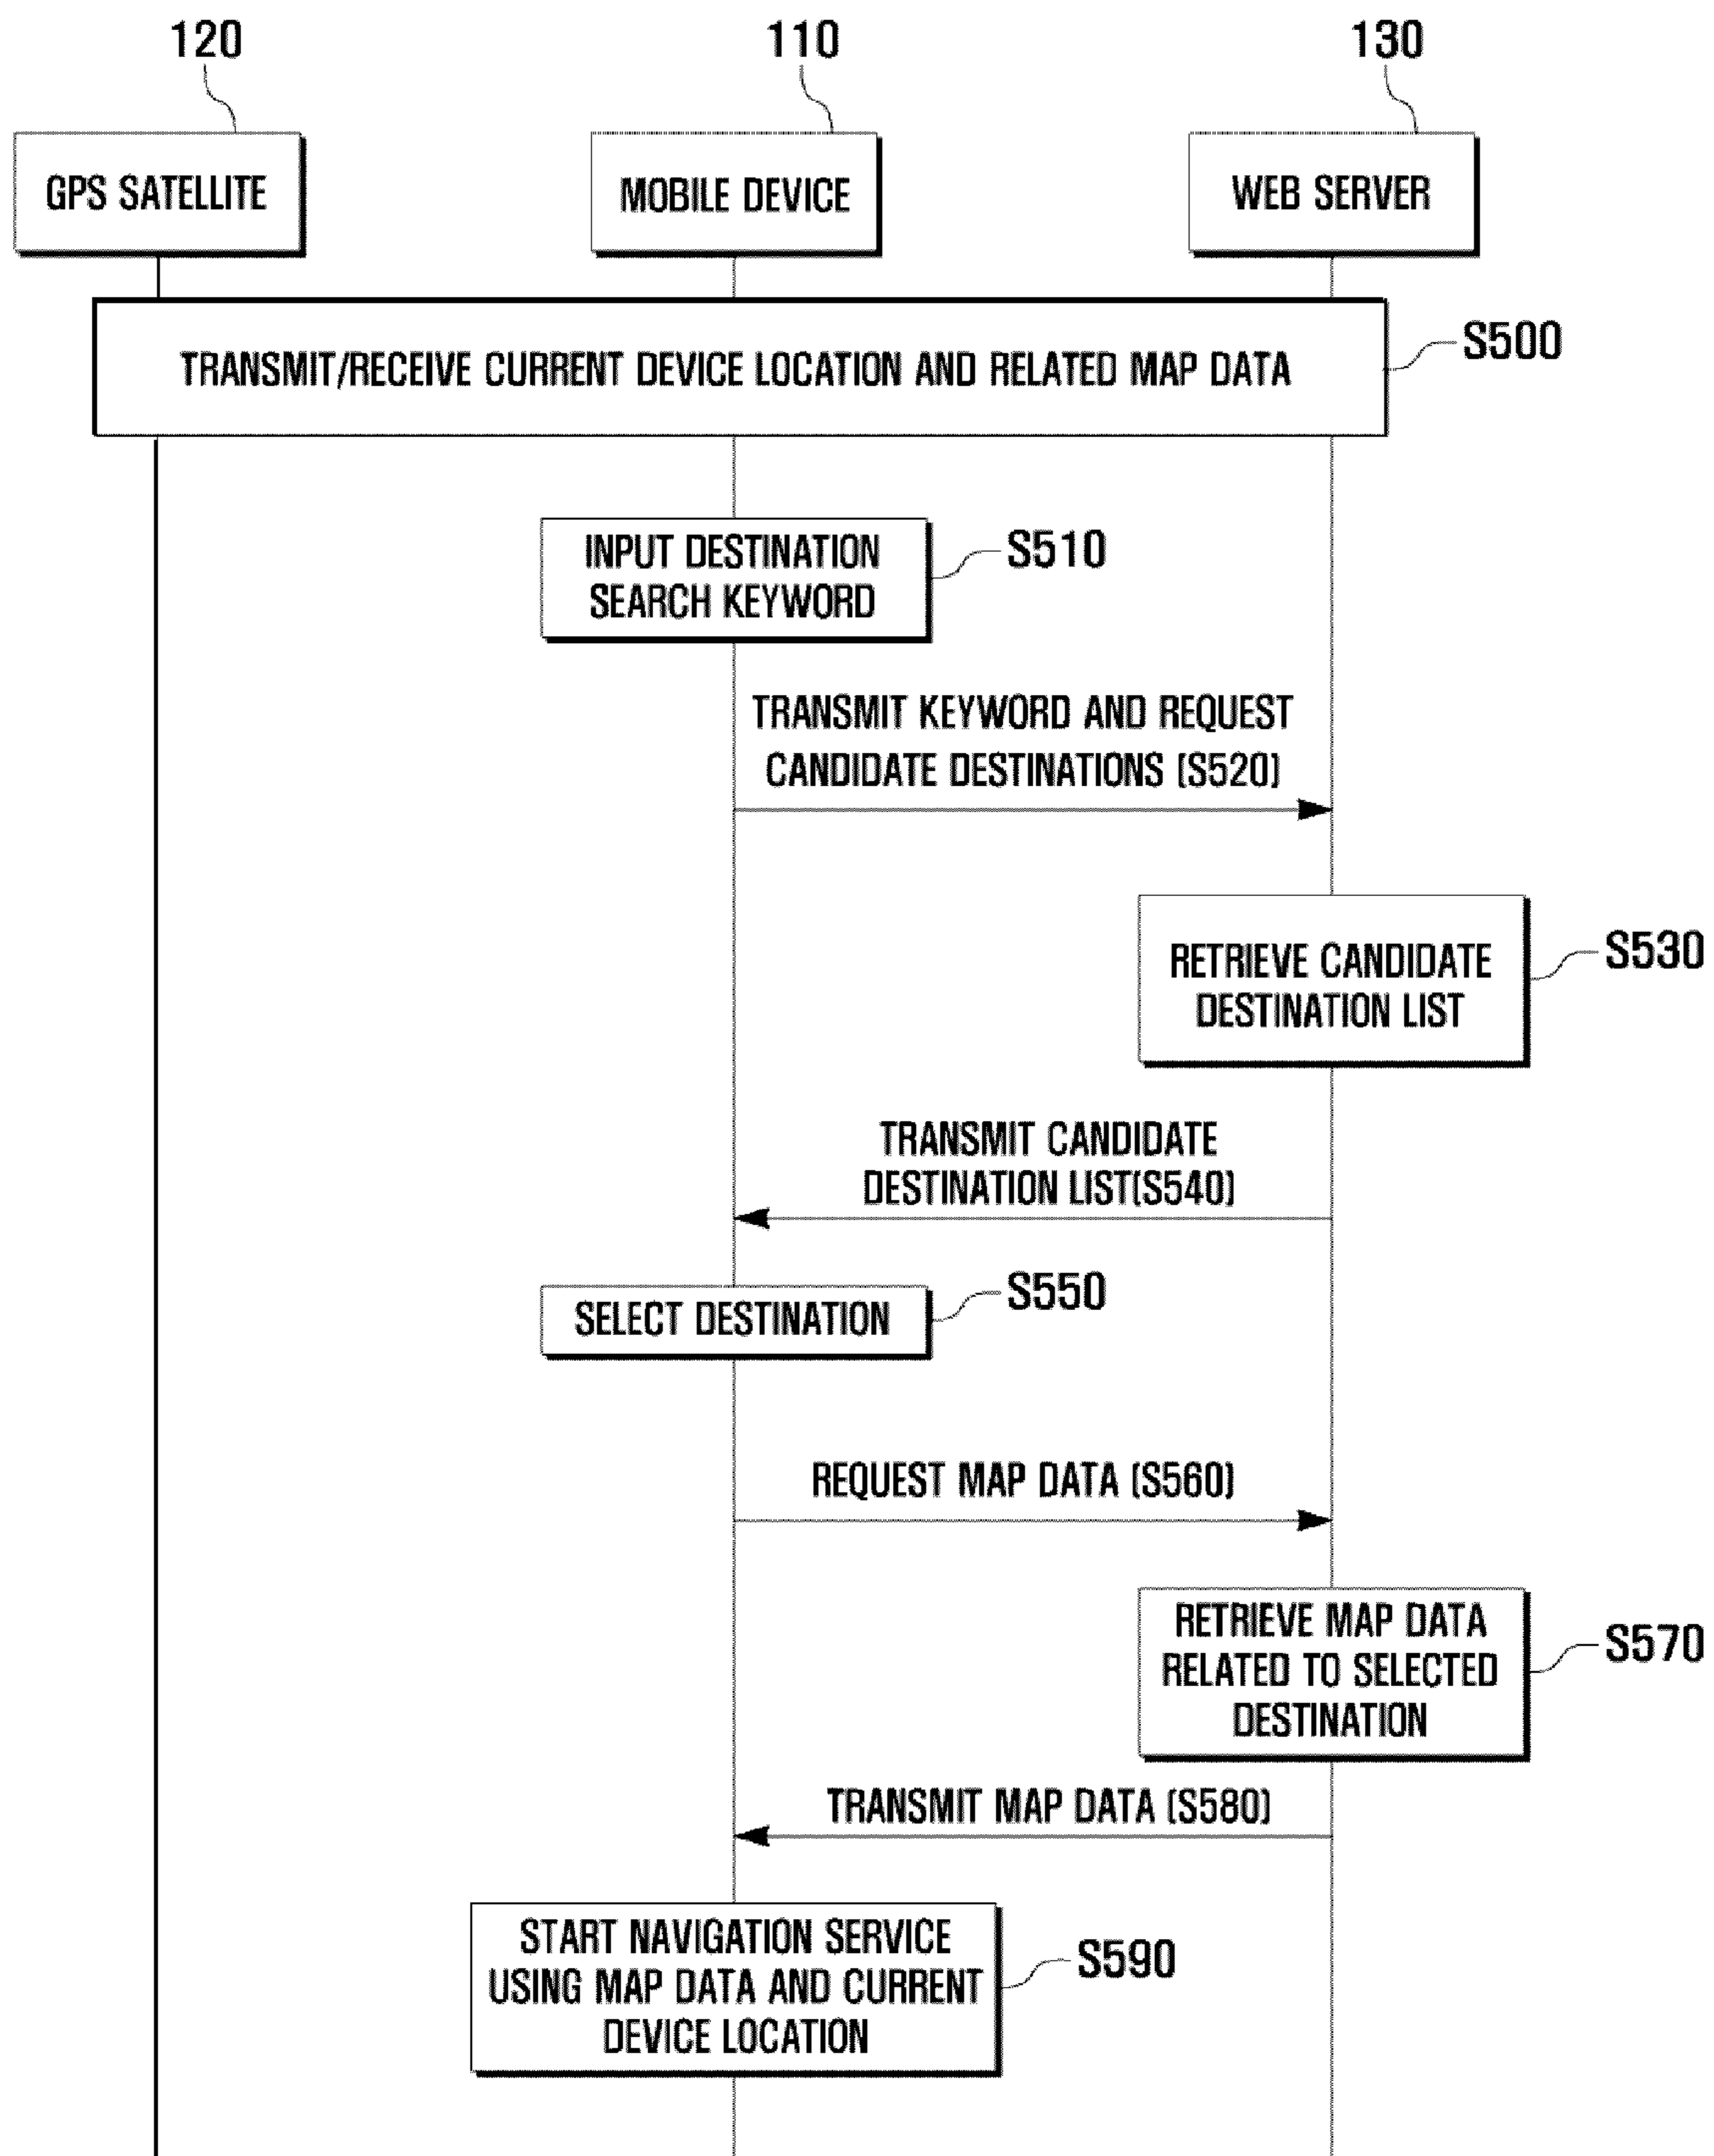 120
110
130
GPS SATELLITE
MOBILE DEVICE
WEB SERVER
TRANSMIT/RECEIVE CURRENT DEVICE LOCATION AND RELATED MAP DATA
S500
INPUT DESTINATION
SEARCH KEYWORD
S510
TRANSMIT KEYWORD AND REQUEST
CANDIDATE DESTINATIONS (S520)
RETRIEVE CANDIDATE
DESTINATION LIST
S530
TRANSMIT CANDIDATE
DESTINATION LIST(S540)
SELECT DESTINATION
S550
REQUEST MAP DATA (S560)
RETRIEVE MAP DATA
RELATED TO SELECTED
DESTINATION
S570
TRANSMIT MAP DATA (S580)
START NAVIGATION SERVICE
USING MAP DATA AND CURRENT
DEVICE LOCATION
S590